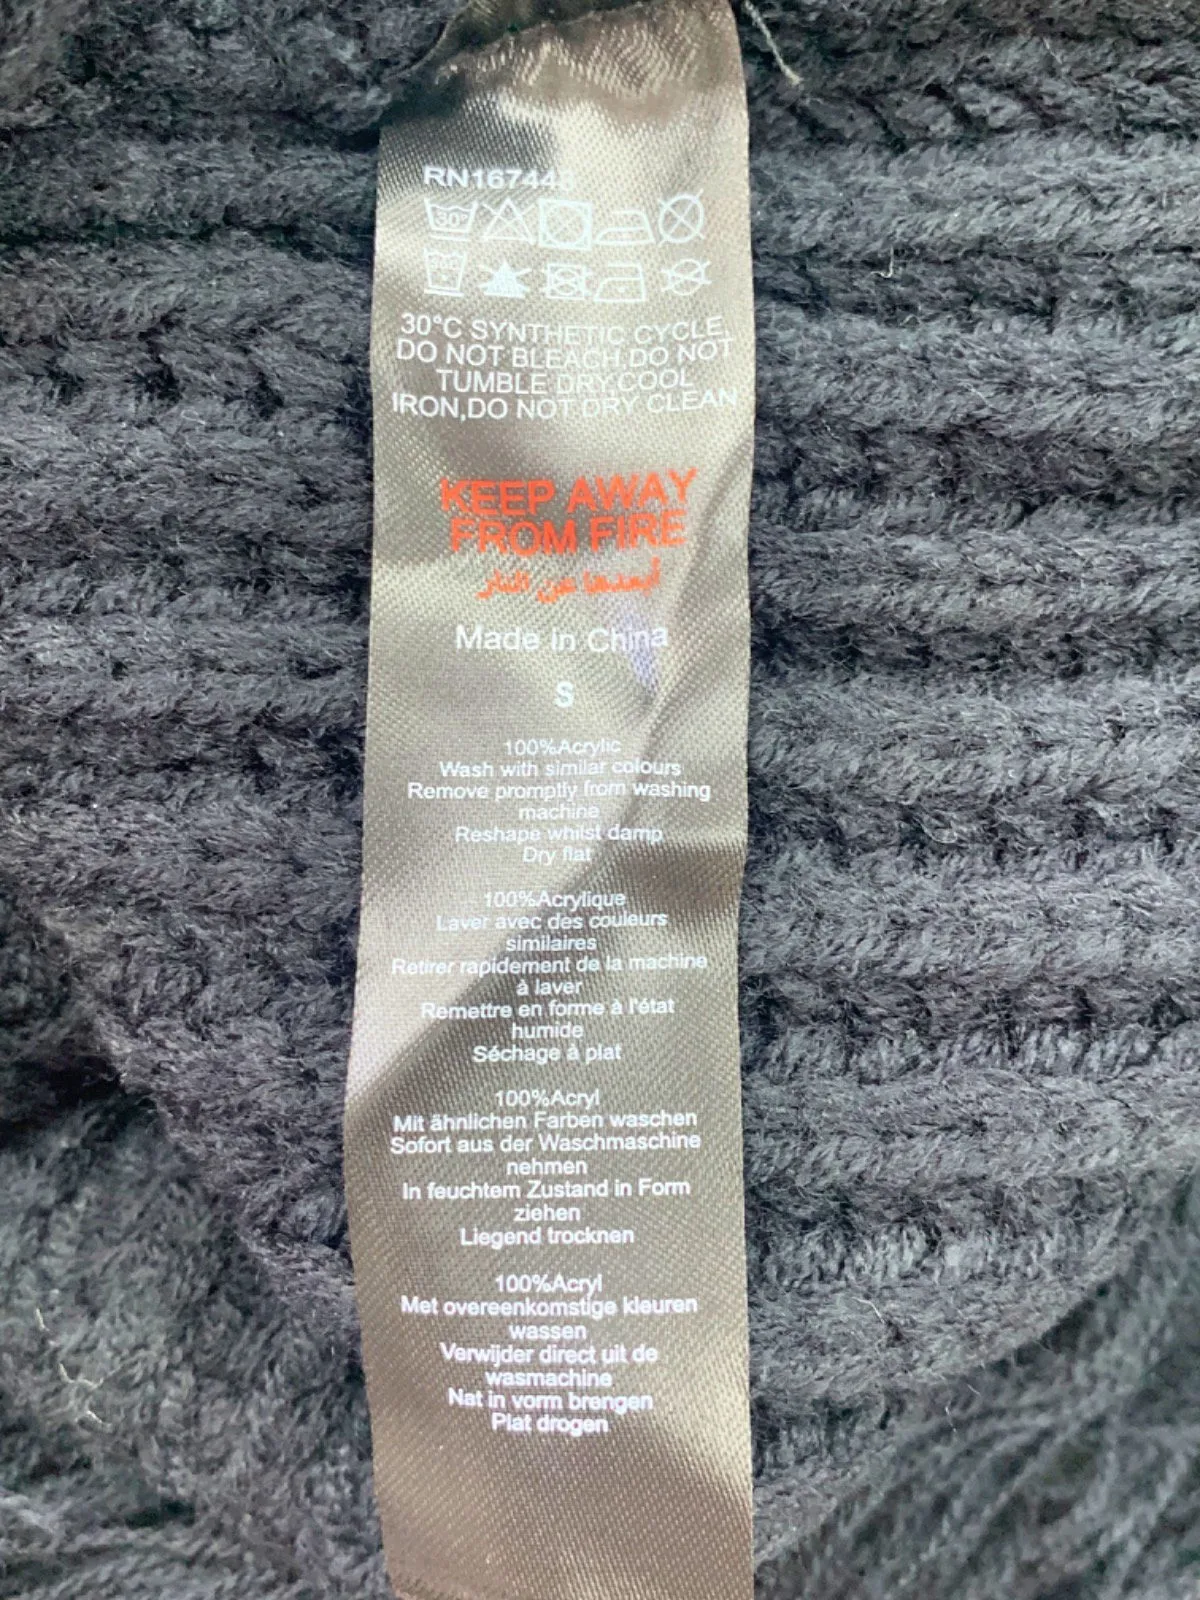 30°C SYNTHETIC CYCLE,
DO NOT BLEACH,DO NOT
TUMBLE DRY,COOL
IRON,DO NOT DRY CLEAN
KEEP AWAY
FROM FIRE
أبعدها عن النار
Made in China
S
100%Acrylic
Wash with similar colours
Remove promptly from washing
machine
Reshape whilst damp
Dry flat
100%Acrylique
Laver avec des couleurs
similaires
Retirer rapidement de la machine
à laver
Remettre en forme à l'état
humide
Séchage à plat
100%Acryl
Mit ähnlichen Farben waschen
Sofort aus der Waschmaschine
nehmen
In feuchtem Zustand in Form
ziehen
Liegend trocknen
100%Acryl
Met overeenkomstige kleuren
wassen
Verwijder direct uit de
wasmachine
Nat in vorm brengen
Plat drogen